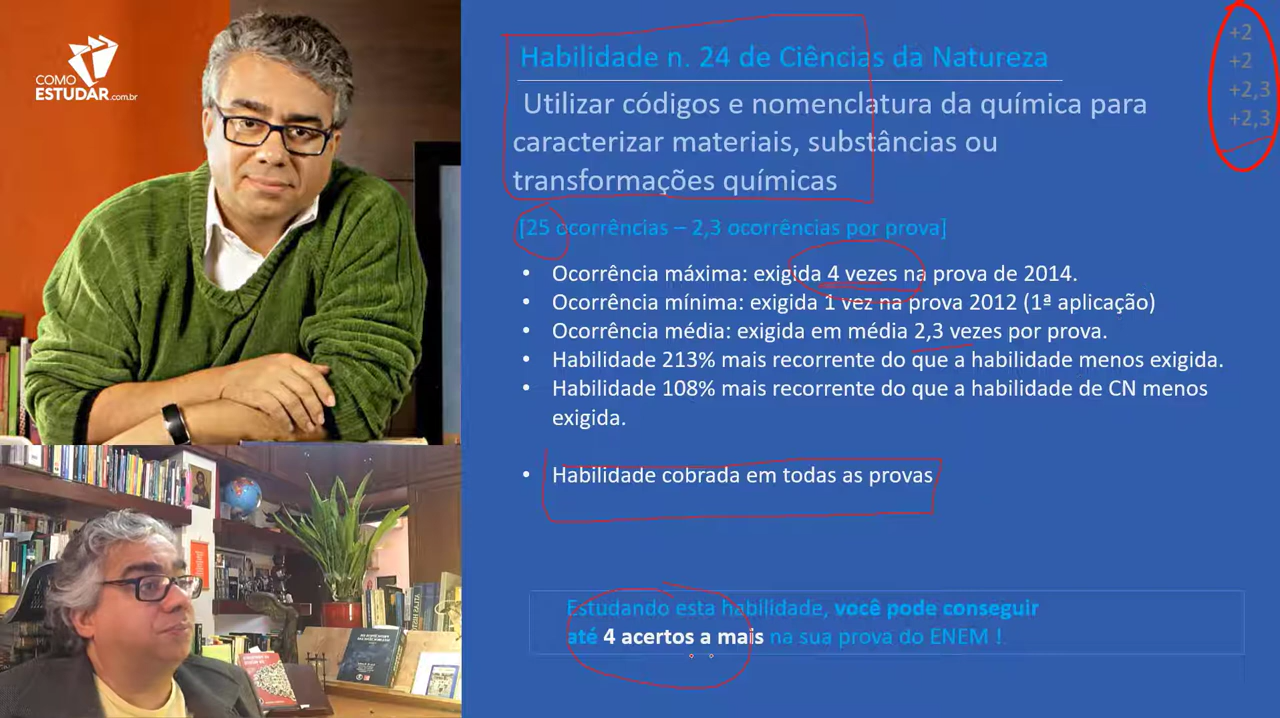 COMO
ESTUDAR.com.br
Habilidade n. 24 de Ciências da Natureza
Utilizar códigos e nomenclatura da química para
caracterizar materiais, substâncias ou
transformações químicas
[25 ocorrências – 2,3 ocorrências por prova]
• Ocorrência máxima: exigida 4 vezes na prova de 2014.
• Ocorrência mínima: exigida 1 vez na prova 2012 (1ª aplicação)
• Ocorrência média: exigida em média 2,3 vezes por prova.
• Habilidade 213% mais recorrente do que a habilidade menos exigida.
• Habilidade 108% mais recorrente do que a habilidade de CN menos
exigida.
• Habilidade cobrada em todas as provas
Estudando esta habilidade, você pode conseguir
até 4 acertos a mais na sua prova do ENEM !
+2
+2
+2,3
+2,3